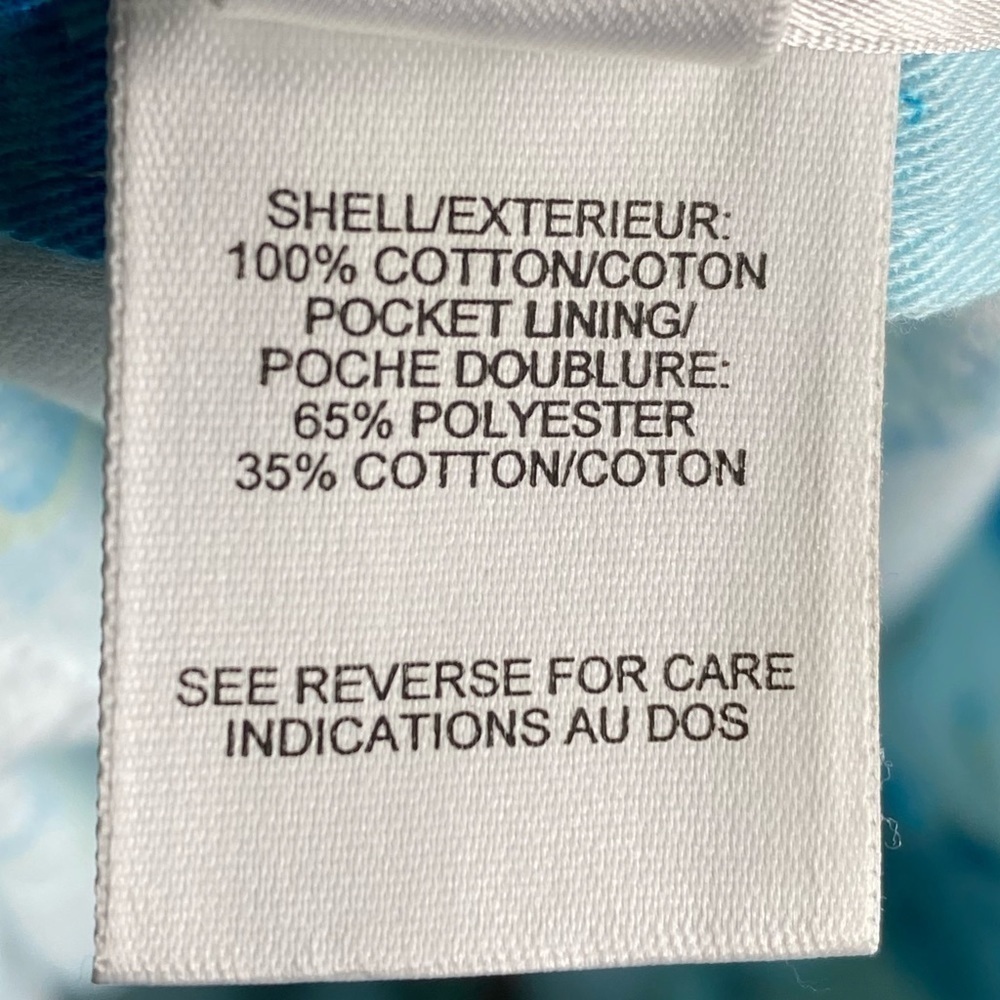 SHELL/EXTERIEUR:
100% COTTON/COTON
POCKET LINING/
POCHE DOUBLURE:
65% POLYESTER
35% COTTON/COTON
SEE REVERSE FOR CARE
INDICATIONS AU DOS